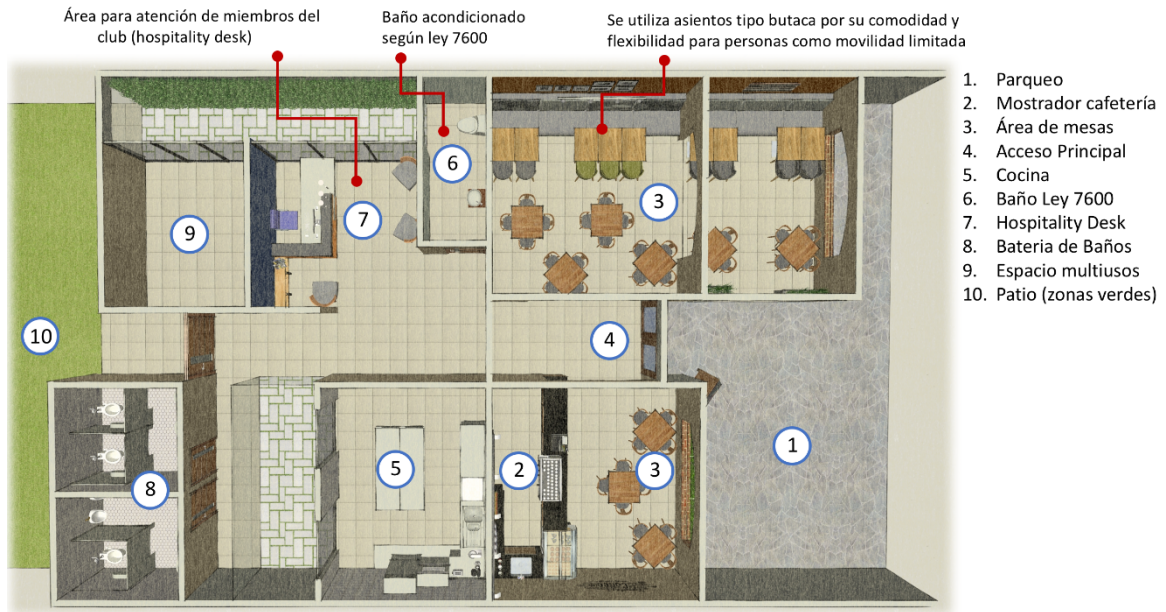 Área para atención de miembros del
club (hospitality desk)
Baño acondicionado
según ley 7600
Se utiliza asientos tipo butaca por su comodidad y
flexibilidad para personas como movilidad limitada
1. Parqueo
2. Mostrador cafetería
3. Área de mesas
4. Acceso Principal
5. Cocina
6. Baño Ley 7600
7. Hospitality Desk
8. Bateria de Baños
9. Espacio multiusos
10. Patio (zonas verdes)
6
3
7
9
10
4
1
5
2
3
8